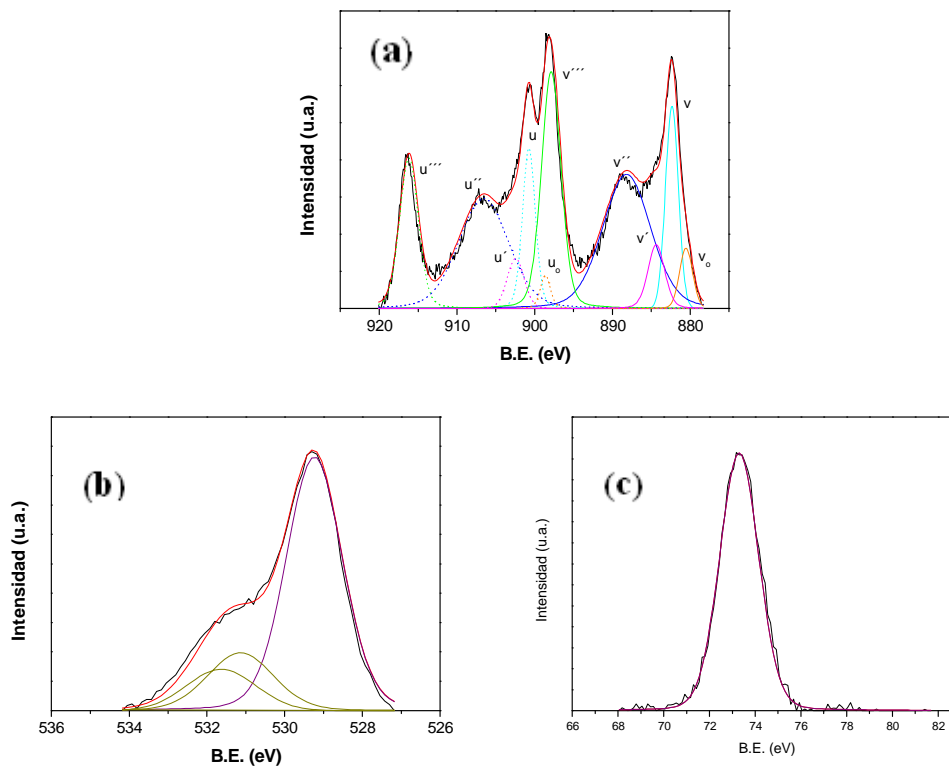 (a)
Intensidad (u.a.)
u´´´
u´´
u´
u
u₀
v´´´
v´´
v´
v
v₀
920 910 900 890 880
B.E. (eV)
(b)
Intensidad (u.a.)
536 534 532 530 528 526
B.E. (eV)
(c)
Intensidad (u.a.)
66 68 70 72 74 76 78 80 82
B.E. (eV)